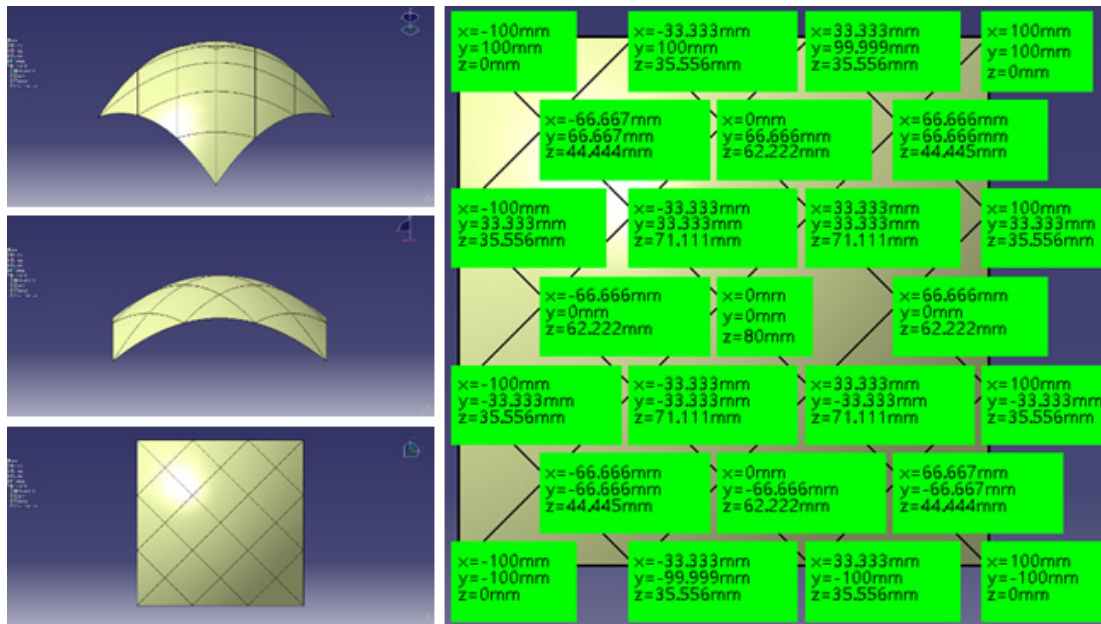 x=-100mm
y=100mm
z=0mm
x=-33.333mm
y=100mm
z=35.556mm
x=33.333mm
y=99.999mm
z=35.556mm
x=100mm
y=100mm
z=0mm
x=-66.667mm
y=66.667mm
z=44.444mm
x=0mm
y=66.666mm
z=62.222mm
x=66.666mm
y=66.666mm
z=44.445mm
x=-100mm
y=33.333mm
z=35.556mm
x=-33.333mm
y=33.333mm
z=71.111mm
x=33.333mm
y=33.333mm
z=71.111mm
x=100mm
y=33.333mm
z=35.556mm
x=-66.666mm
y=0mm
z=62.222mm
x=0mm
y=0mm
z=80mm
x=66.666mm
y=0mm
z=62.222mm
x=-100mm
y=-33.333mm
z=35.556mm
x=-33.333mm
y=-33.333mm
z=71.111mm
x=33.333mm
y=-33.333mm
z=71.111mm
x=100mm
y=-33.333mm
z=35.556mm
x=-66.666mm
y=-66.666mm
z=44.445mm
x=0mm
y=-66.666mm
z=62.222mm
x=66.667mm
y=-66.667mm
z=44.444mm
x=-100mm
y=-100mm
z=0mm
x=-33.333mm
y=-99.999mm
z=35.556mm
x=33.333mm
y=-100mm
z=35.556mm
x=100mm
y=-100mm
z=0mm